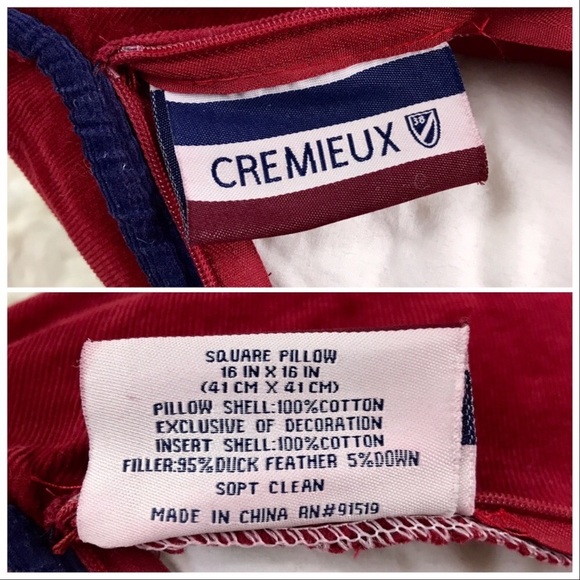 CREMIEUX 38
SQUARE PILLOW
16 IN X 16 IN
(41 CM X 41 CM)
PILLOW SHELL:100%COTTON
EXCLUSIVE OF DECORATION
INSERT SHELL:100%COTTON
FILLER:95%DUCK FEATHER 5%DOWN
SOPT CLEAN
MADE IN CHINA RN#91519